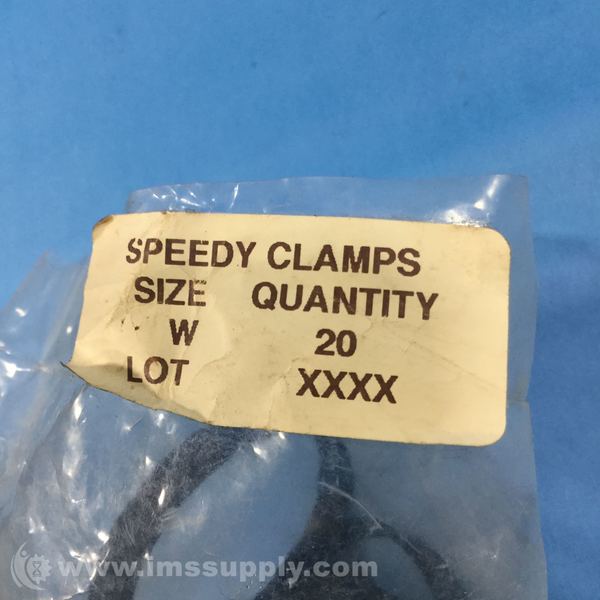 SPEEDY CLAMPS
SIZE QUANTITY
W 20
LOT XXXX
www.imssupply.com